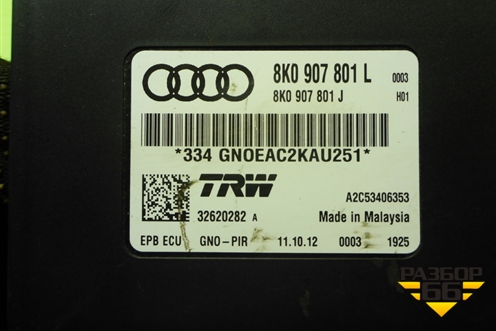 8K0 907 801 L 0003
8K0 907 801 J H01
*334 GNOEAC2KAU251*
TRW
A2C53406353
32620282 A Made in Malaysia
EPB ECU GNO-PIR 11.10.12 0003 1925
РАЗБОР
66